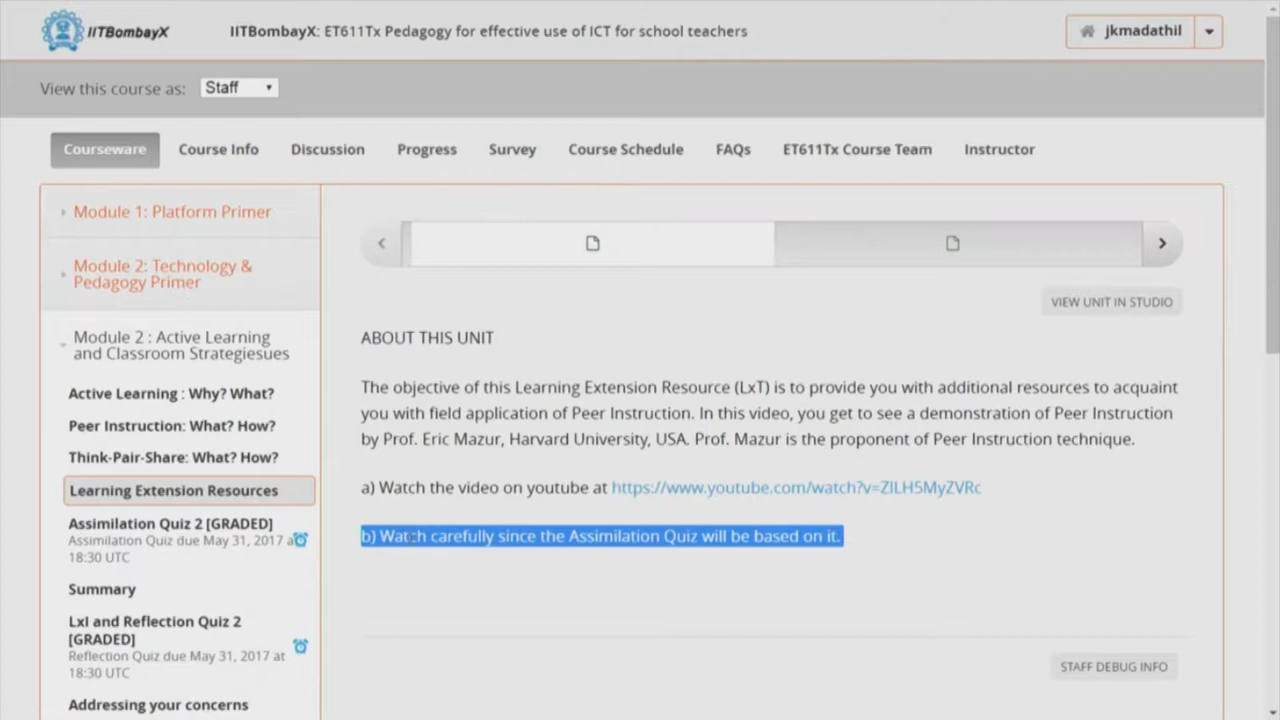 IITBombayX
IITBombayX: ET611Tx Pedagogy for effective use of ICT for school teachers
jkmadathil
View this course as: Staff
Courseware
Course Info
Discussion
Progress
Survey
Course Schedule
FAQs
ET611Tx Course Team
Instructor
Module 1: Platform Primer
Module 2: Technology &
Pedagogy Primer
Module 2 : Active Learning
and Classroom Strategiesues
Active Learning : Why? What?
Peer Instruction: What? How?
Think-Pair-Share: What? How?
Learning Extension Resources
Assimilation Quiz 2 [GRADED]
Assimilation Quiz due May 31, 2017 a
18:30 UTC
Summary
LxI and Reflection Quiz 2
[GRADED]
Reflection Quiz due May 31, 2017 at
18:30 UTC
Addressing your concerns
VIEW UNIT IN STUDIO
ABOUT THIS UNIT
The objective of this Learning Extension Resource (LxT) is to provide you with additional resources to acquaint
you with field application of Peer Instruction. In this video, you get to see a demonstration of Peer Instruction
by Prof. Eric Mazur, Harvard University, USA. Prof. Mazur is the proponent of Peer Instruction technique.
a) Watch the video on youtube at https://www.youtube.com/watch?v=ZILH5MyZVRc
b) Watch carefully since the Assimilation Quiz will be based on it.
STAFF DEBUG INFO